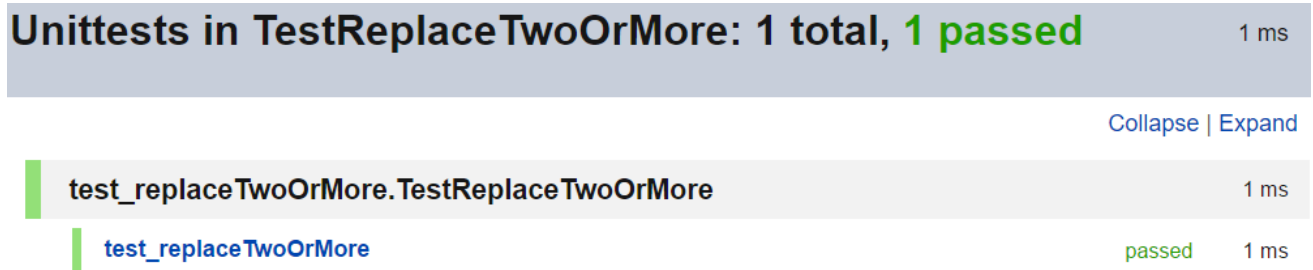 Unittests in TestReplaceTwoOrMore: 1 total, 1 passed 1 ms
Collapse | Expand
test_replaceTwoOrMore.TestReplaceTwoOrMore 1 ms
test_replaceTwoOrMore passed 1 ms